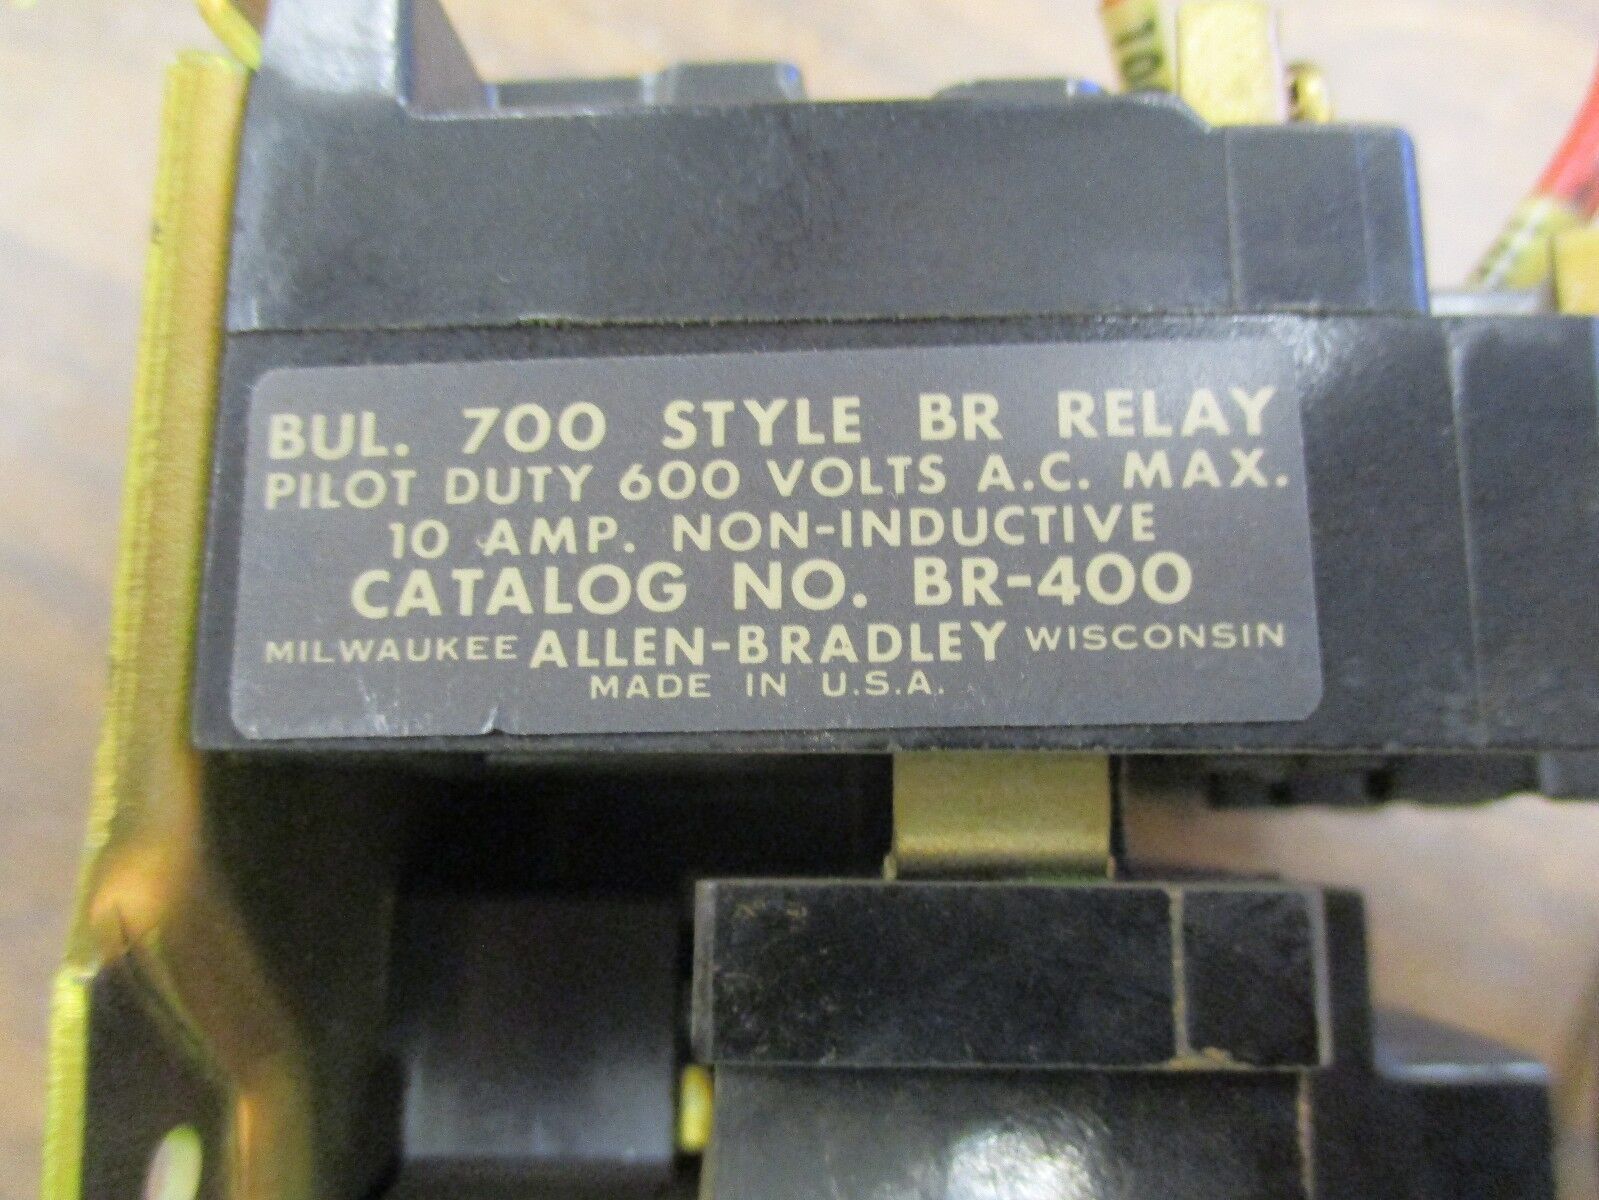 10
BUL. 700 STYLE BR RELAY
PILOT DUTY 600 VOLTS A.C. MAX.
10 AMP. NON-INDUCTIVE
CATALOG NO. BR-400
MILWAUKEE ALLEN-BRADLEY WISCONSIN
MADE IN U.S.A.